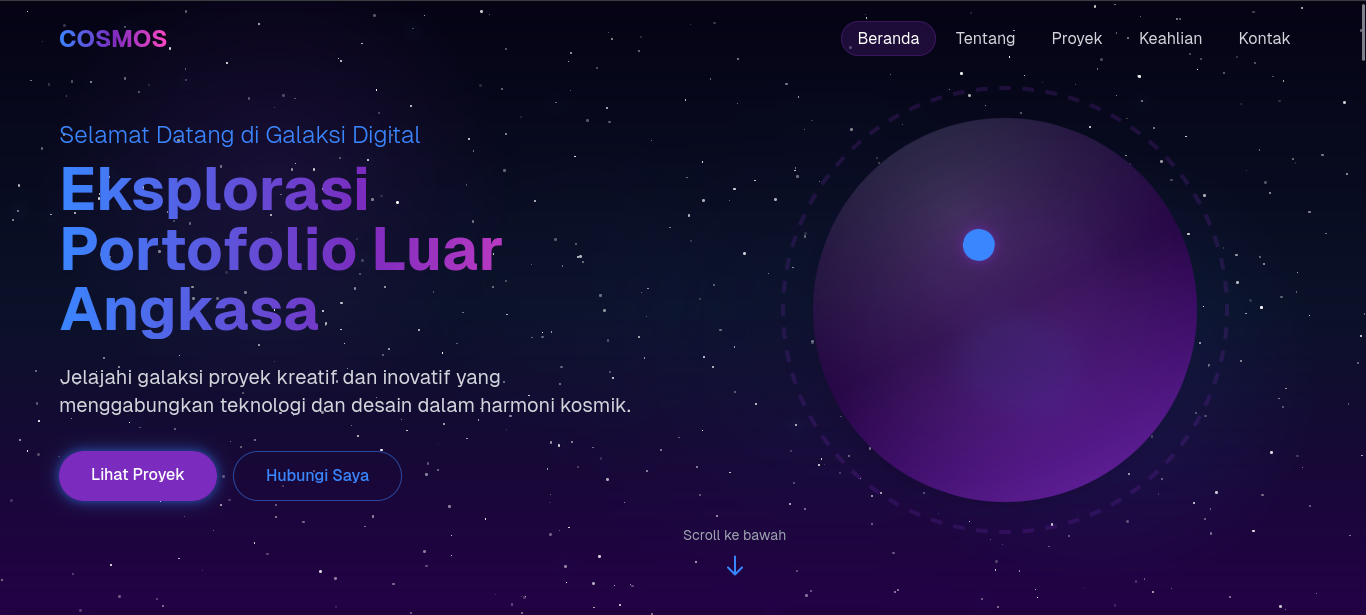 COSMOS
Beranda
Tentang
Proyek
Keahlian
Kontak
Selamat Datang di Galaksi Digital
Eksplorasi
Portofolio Luar
Angkasa
Jelajahi galaksi proyek kreatif dan inovatif yang
menggabungkan teknologi dan desain dalam harmoni kosmik.
Lihat Proyek
Hubungi Saya
Scroll ke bawah